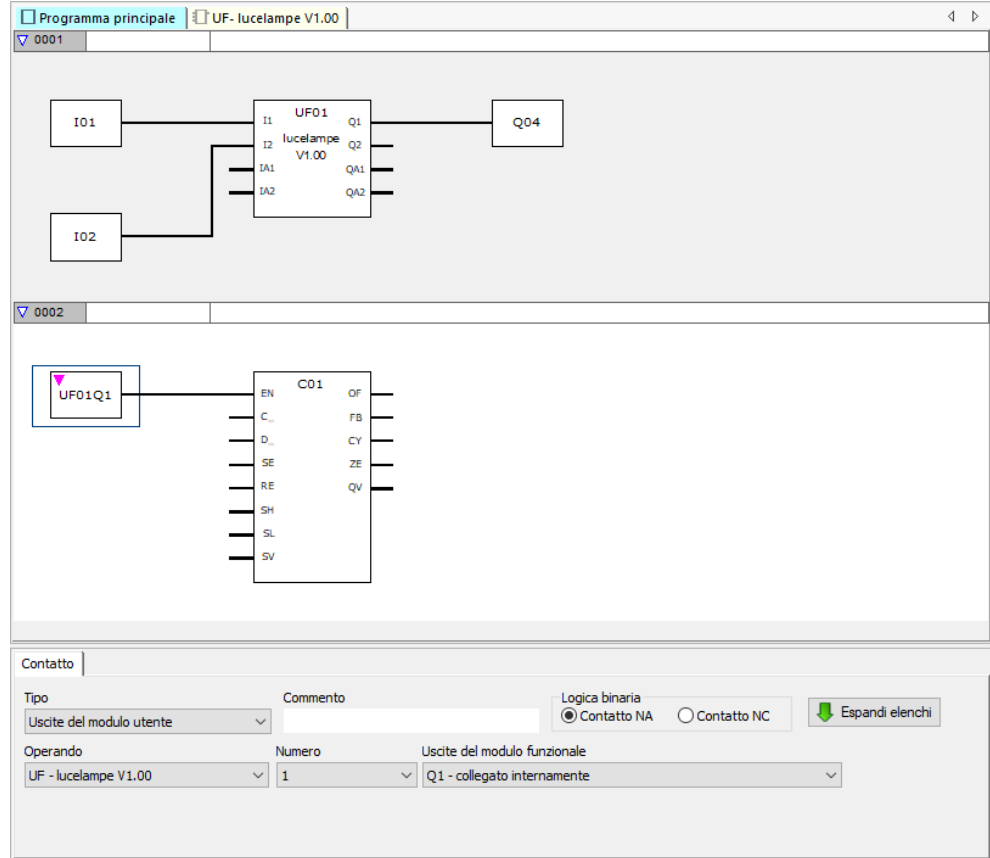 Programma principale UF- lucelampe V1.00
0001
I01 I1 UF01 Q1 Q04
I2 lucelampe Q2
V1.00
IA1 QA1
IA2 QA2
I02
0002
UF01Q1 C01
EN OF
C_ FB
D_ CY
SE ZE
RE QV
SH
SL
SV
Contatto
Tipo Commento Logica binaria
Uscite del modulo utente Contatto NA Contatto NC Espandi elenchi
Operando Numero Uscite del modulo funzionale
UF - lucelampe V1.00 1 Q1 - collegato internamente